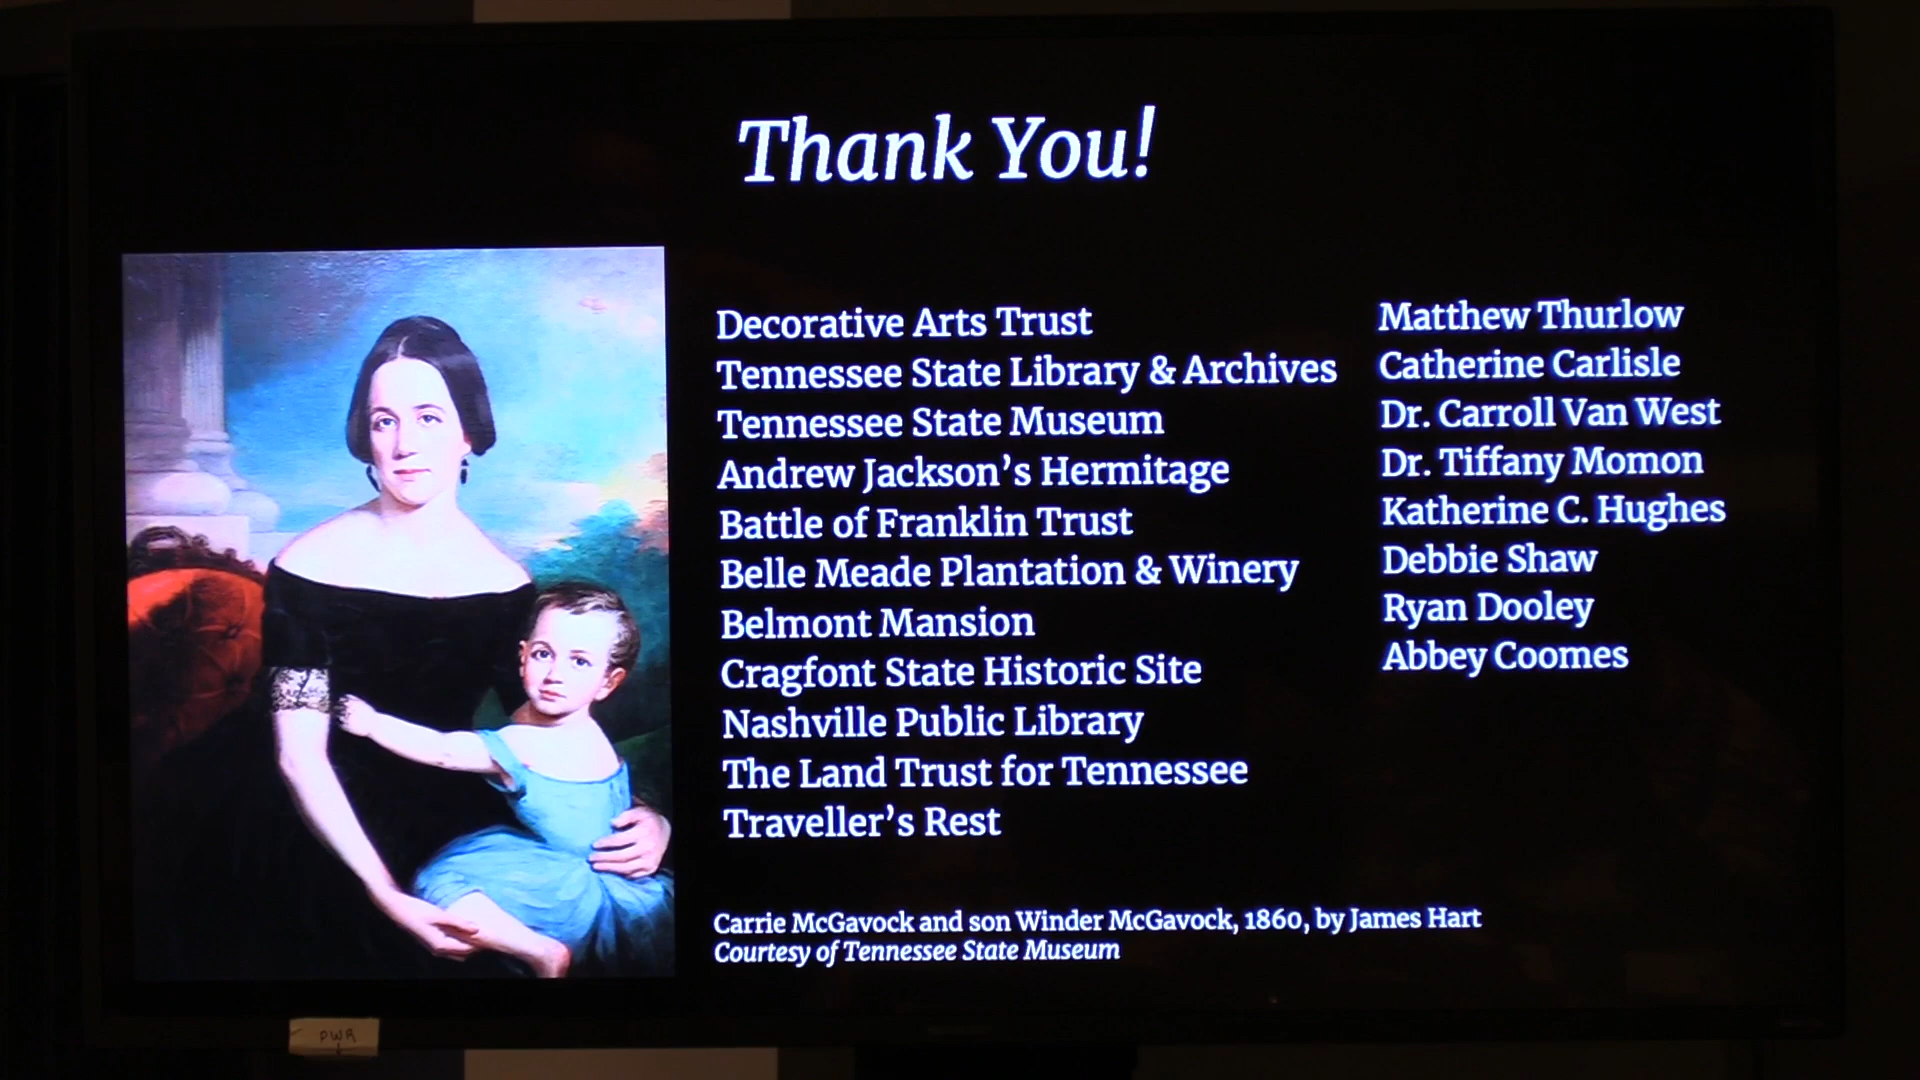 Thank You!
Decorative Arts Trust
Tennessee State Library & Archives
Tennessee State Museum
Andrew Jackson's Hermitage
Battle of Franklin Trust
Belle Meade Plantation & Winery
Belmont Mansion
Cragfont State Historic Site
Nashville Public Library
The Land Trust for Tennessee
Traveller's Rest
Matthew Thurlow
Catherine Carlisle
Dr. Carroll Van West
Dr. Tiffany Momon
Katherine C. Hughes
Debbie Shaw
Ryan Dooley
Abbey Coomes
Carrie McGavock and son Winder McGavock, 1860, by James Hart
Courtesy of Tennessee State Museum
PWR